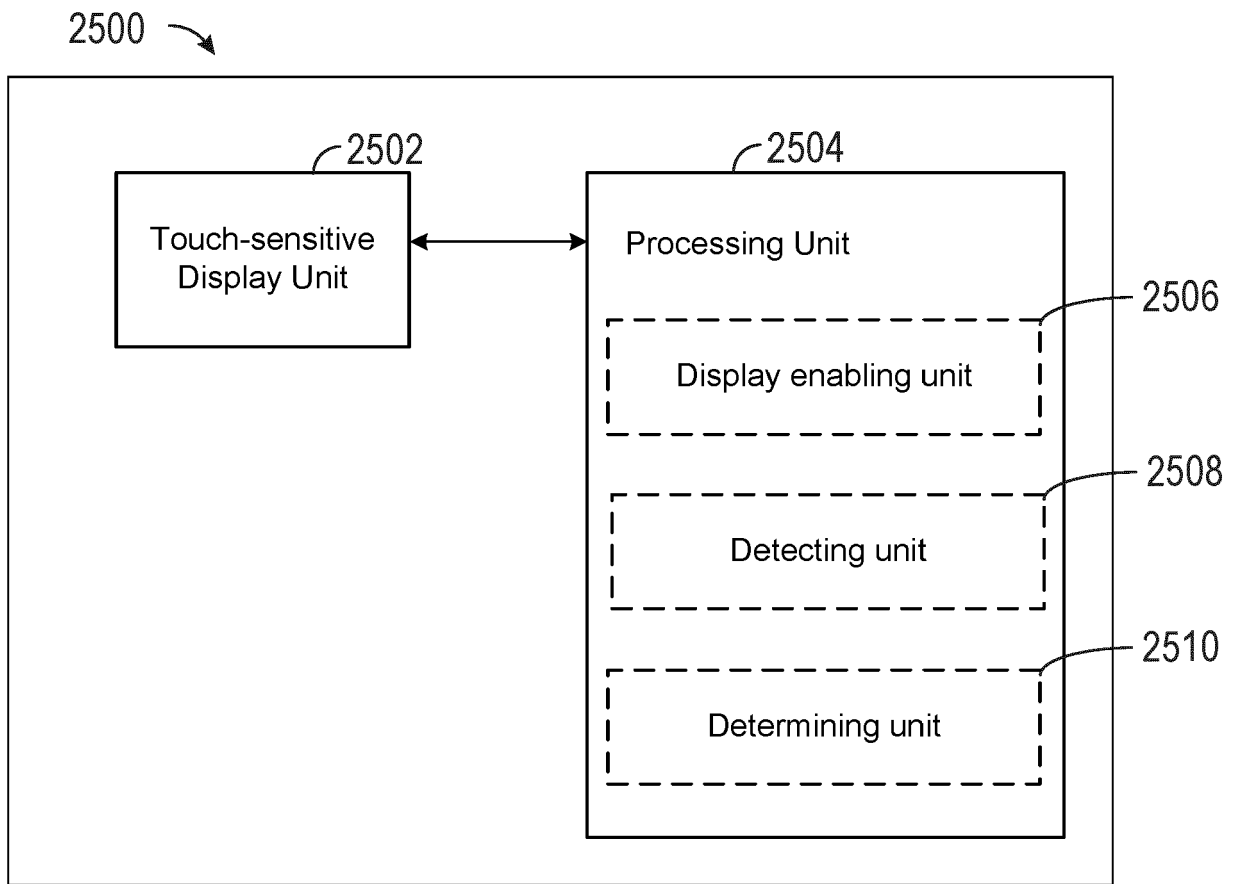 2500
2502
2504
Touch-sensitive
Display Unit
Processing Unit
2506
Display enabling unit
2508
Detecting unit
2510
Determining unit